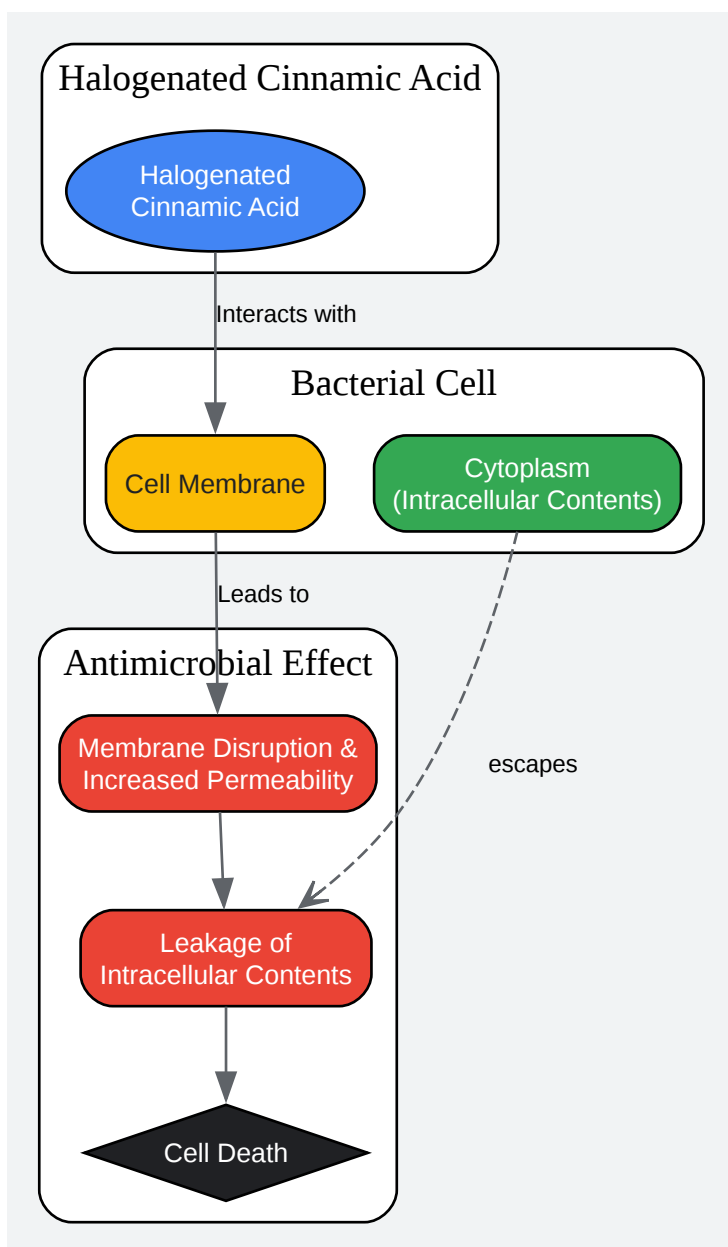 Halogenated Cinnamic Acid
Halogenated
Cinnamic Acid
Interacts with
Bacterial Cell
Cell Membrane
Cytoplasm
(Intracellular Contents)
Leads to
Antimicrobial Effect
Membrane Disruption &
Increased Permeability
escapes
Leakage of
Intracellular Contents
Cell Death